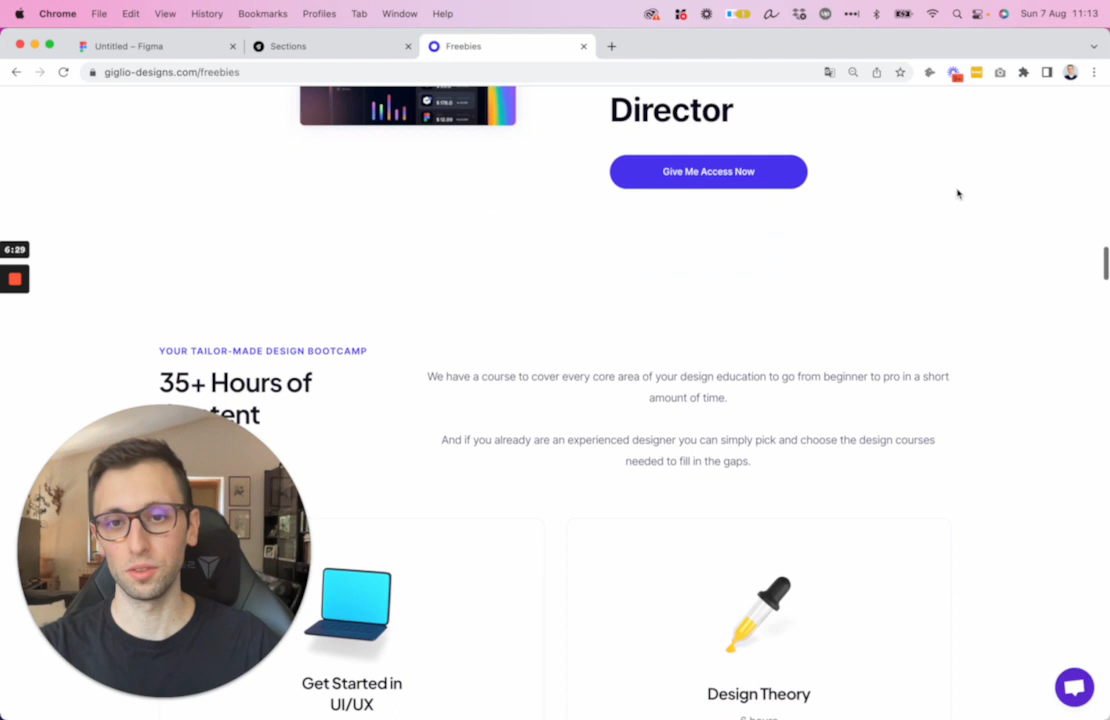 Chrome File Edit View History Bookmarks Profiles Tab Window Help Sun 7 Aug 11:13
Untitled – Figma Sections Freebies
giglio-designs.com/freebies
Director
Give Me Access Now
6:29
YOUR TAILOR-MADE DESIGN BOOTCAMP
35+ Hours of
We have a course to cover every core area of your design education to go from beginner to pro in a short
amount of time.
And if you already are an experienced designer you can simply pick and choose the design courses
needed to fill in the gaps.
Get Started in
UI/UX
Design Theory
6 hours